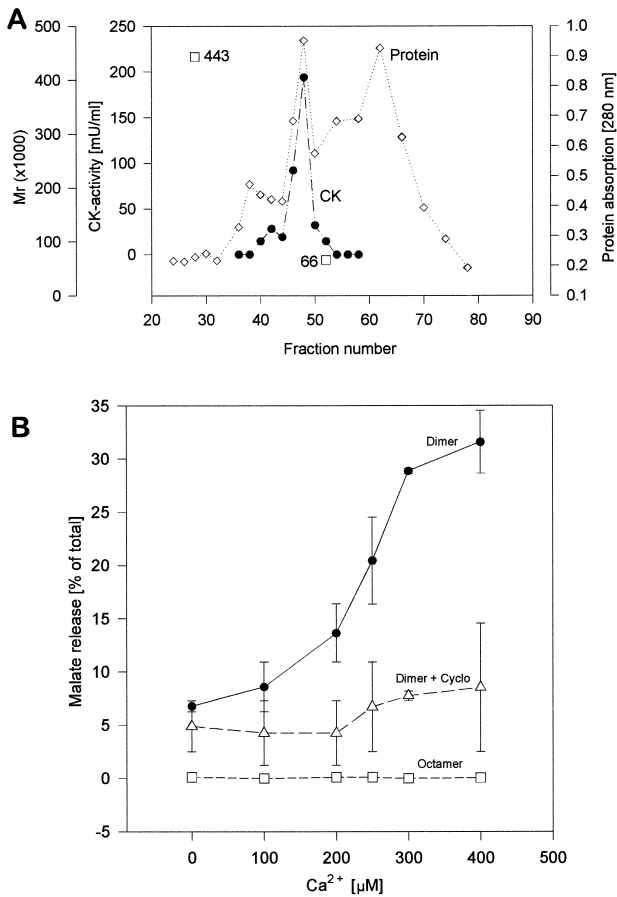 A
Mr (x1000)
500
400
300
200
100
0
CK-activity [mU/ml]
250
200
150
100
50
0
443
Protein
CK
66
Protein absorption [280 nm]
1.0
0.9
0.8
0.7
0.6
0.5
0.4
0.3
0.2
0.1
20 30 40 50 60 70 80 90
Fraction number
B
Malate release [% of total]
35
30
25
20
15
10
5
0
-5
Dimer
Dimer + Cyclo
Octamer
0 100 200 300 400 500
Ca2+ [µM]